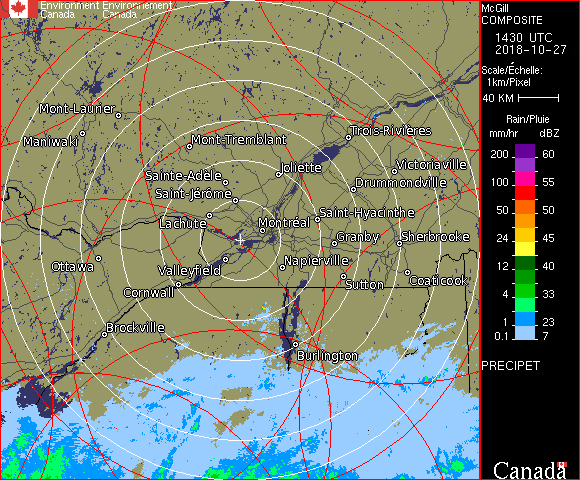 Environment Environnement
Canada Canada
McGill
COMPOSITE
1430 UTC
2018-10-27
Scale/Échelle:
1km/Pixel
40 KM
Rain/Pluie
mm/hr dBZ
200 60
155
100 55
50 50
24 45
12 40
4 33
1 23
0.1 7
PRECIPET
Canada
Mont-Laurier
Maniwaki
Mont-Tremblant
Trois-Rivières
Sainte-Adèle
Joliette
Victoriaville
Saint-Jérôme
Drummondville
Lachute
Montréal
Saint-Hyacinthe
Granby
Sherbrooke
Ottawa
Valleyfield
Napierville
Cornwall
Sutton
Coaticook
Brockville
Burlington